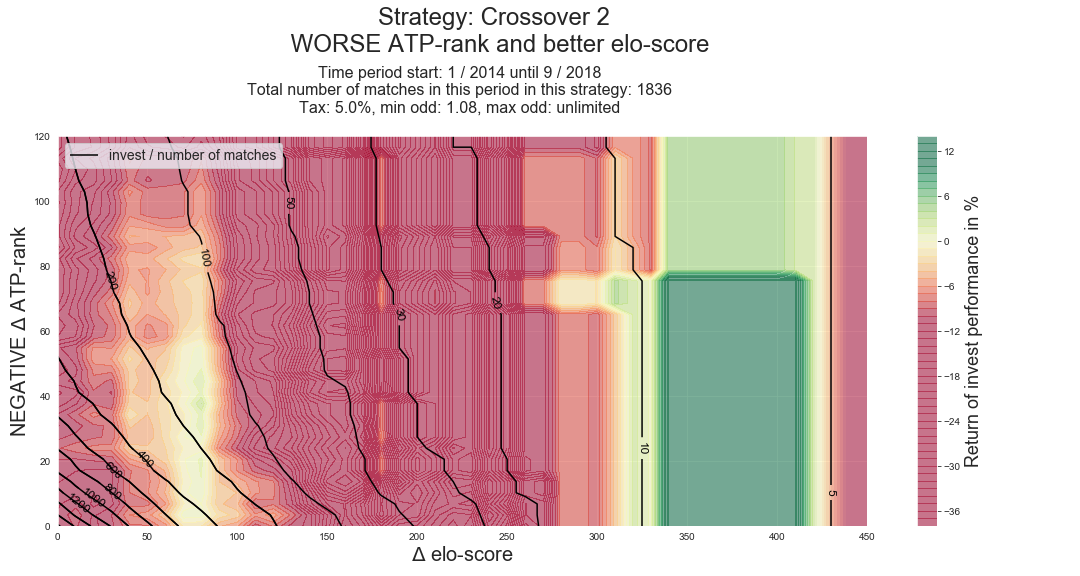 Strategy: Crossover 2
WORSE ATP-rank and better elo-score
Time period start: 1 / 2014 until 9 / 2018
Total number of matches in this period in this strategy: 1836
Tax: 5.0%, min odd: 1.08, max odd: unlimited
invest / number of matches
NEGATIVE Δ ATP-rank
120
100
80
60
40
20
0
0 50 100 150 200 250 300 350 400 450
Δ elo-score
200
100
50
30
20
10
5
400
600
800
1000
1200
12
6
0
−6
−12
−18
−24
−30
−36
Return of invest performance in %